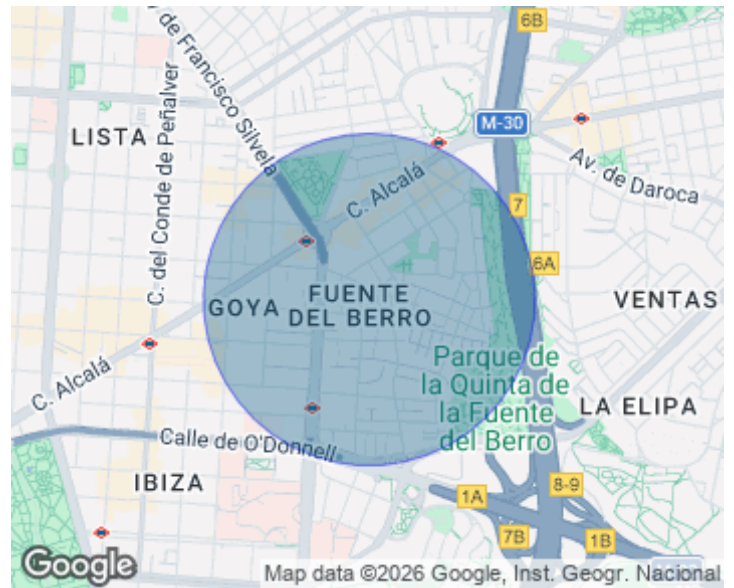 6B
C. de Francisco Silvela
LISTA
C. del Conde de Peñalver
M-30
Av. de Daroca
C. Alcalá
7
6A
GOYA
FUENTE
DEL BERRO
VENTAS
Parque de
la Quinta de
la Fuente
del Berro
C. Alcalá
LA ELIPA
Calle de O'Donnell
IBIZA
1A
8-9
7B
1B
Google
Map data ©2026 Google, Inst. Geogr. Nacional